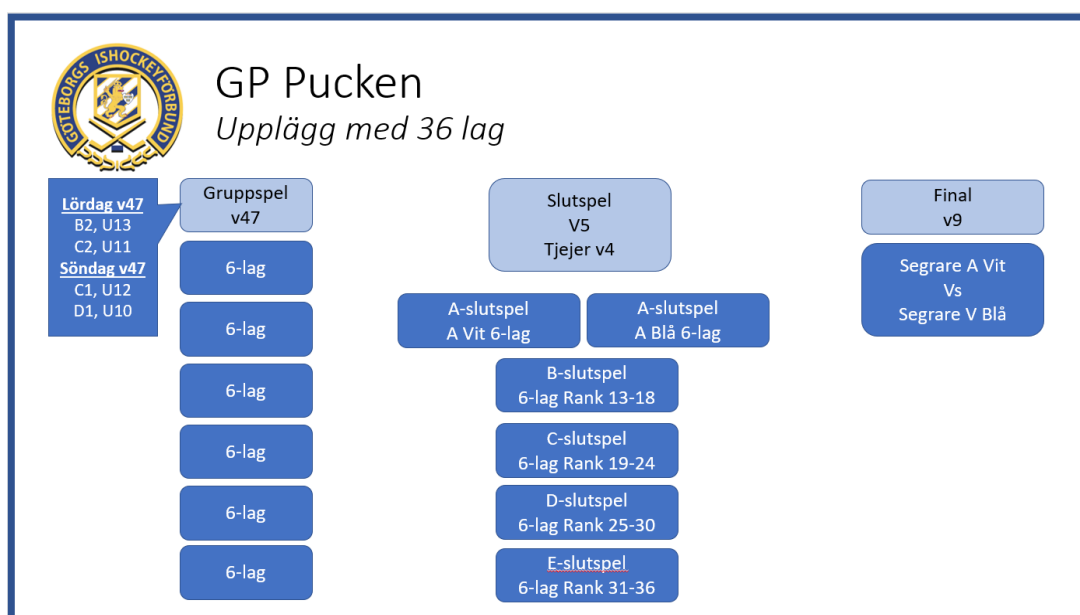 GÖTEBORGS ISHOCKEYFÖRBUND
GP Pucken
Upplägg med 36 lag
Lördag v47
B2, U13
C2, U11
Söndag v47
C1, U12
D1, U10
Gruppspel
v47
6-lag
6-lag
6-lag
6-lag
6-lag
6-lag
Slutspel
V5
Tjejer v4
A-slutspel
A Vit 6-lag
A-slutspel
A Blå 6-lag
B-slutspel
6-lag Rank 13-18
C-slutspel
6-lag Rank 19-24
D-slutspel
6-lag Rank 25-30
E-slutspel
6-lag Rank 31-36
Final
v9
Segrare A Vit
Vs
Segrare V Blå